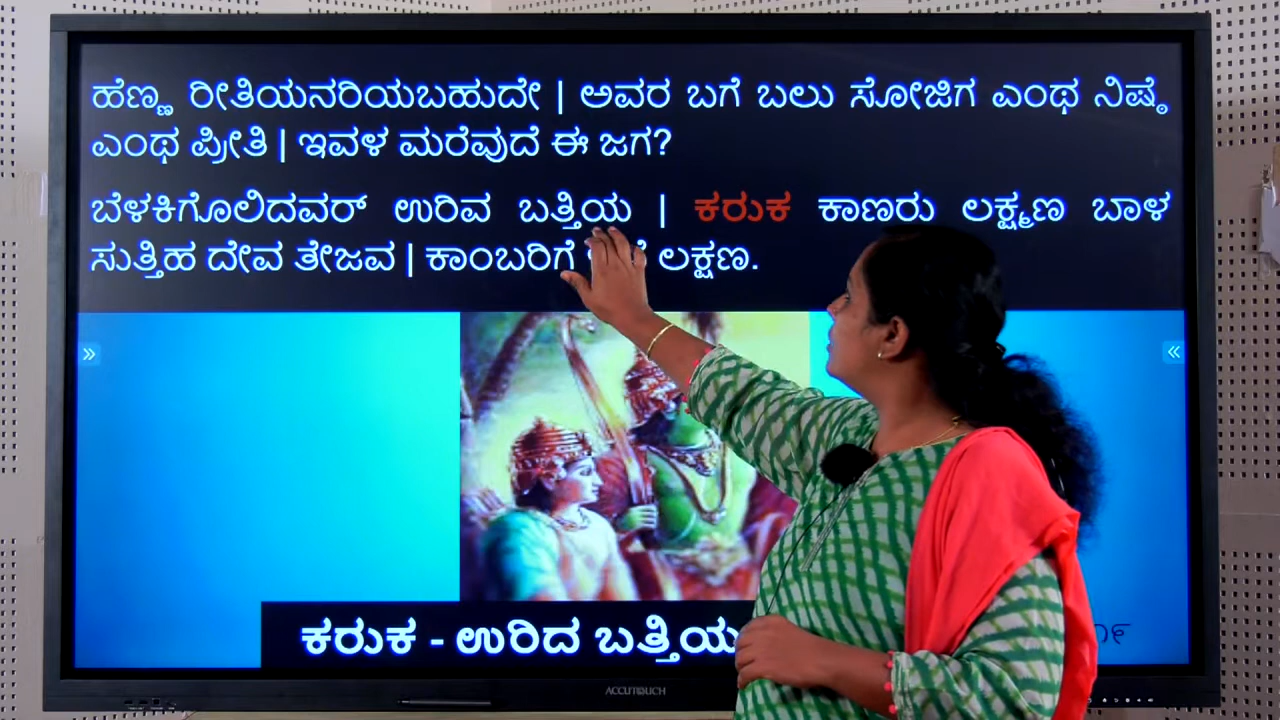 ಹೆಣ್ಣ ರೀತಿಯನರಿಯಬಹುದೇ | ಅವರ ಬಗೆ ಬಲು ಸೋಜಿಗ ಎಂಥ ನಿಷ್ಠೆ
ಎಂಥ ಪ್ರೀತಿ | ಇವಳ ಮರೆವುದೆ ಈ ಜಗ?
ಬೆಳಕಿಗೊಲಿದವರ್ ಉರಿವ ಬತ್ತಿಯ | ಕರುಕ ಕಾಣರು ಲಕ್ಷ್ಮಣ ಬಾಳ
ಸುತ್ತಿಹ ದೇವ ತೇಜವ | ಕಾಂಬರಿಗೆ ಲಕ್ಷಣ.
ಕರುಕ - ಉರಿದ ಬತ್ತಿಯ
ACCUTOUCH